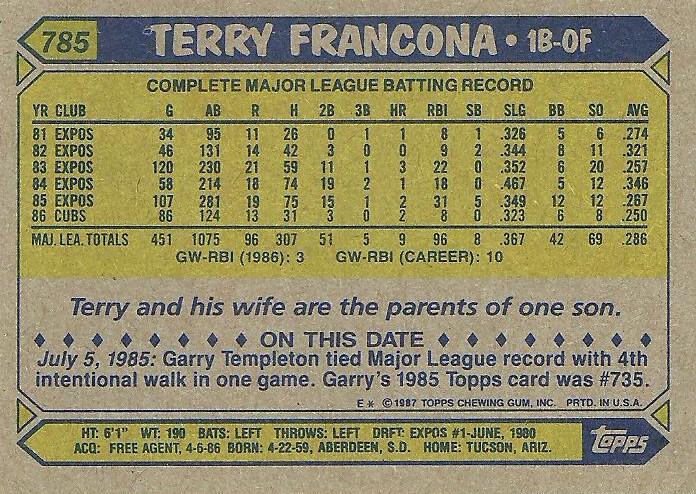 785 TERRY FRANCONA • 1B-OF
COMPLETE MAJOR LEAGUE BATTING RECORD
YR CLUB G AB R H 2B 3B HR RBI SB SLG BB SO AVG
81 EXPOS 34 95 11 26 0 1 1 8 1 .326 5 6 .274
82 EXPOS 46 131 14 42 3 0 0 9 2 .344 8 11 .321
83 EXPOS 120 230 21 59 11 1 3 22 0 .352 6 20 .257
84 EXPOS 58 214 18 74 19 2 1 18 0 .467 5 12 .346
85 EXPOS 107 281 19 75 15 1 2 31 5 .349 12 12 .267
86 CUBS 86 124 13 31 3 0 2 8 0 .323 6 8 .250
MAJ. LEA. TOTALS 451 1075 96 307 51 5 9 96 8 .367 42 69 .286
GW-RBI (1986): 3 GW-RBI (CAREER): 10
Terry and his wife are the parents of one son.
♦ ♦ ♦ ♦ ♦ ♦ ♦ ♦ ON THIS DATE ♦ ♦ ♦ ♦ ♦ ♦ ♦ ♦
July 5, 1985: Garry Templeton tied Major League record with 4th
intentional walk in one game. Garry's 1985 Topps card was #735.
E * © 1987 TOPPS CHEWING GUM, INC. PRTD. IN U.S.A.
HT: 6'1" WT: 190 BATS: LEFT THROWS: LEFT DRFT: EXPOS #1-JUNE, 1980
ACQ: FREE AGENT, 4-6-86 BORN: 4-22-59, ABERDEEN, S.D. HOME: TUCSON, ARIZ.
topps